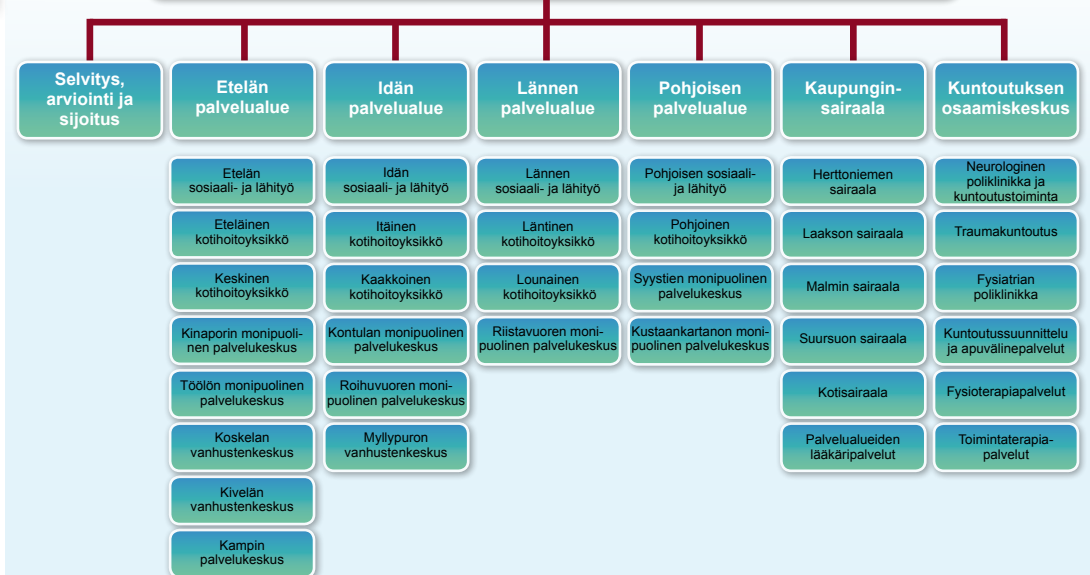 Selvitys,
arviointi ja
sijoitus
Etelän
palvelualue
Idän
palvelualue
Lännen
palvelualue
Pohjoisen
palvelualue
Kaupungin-
sairaala
Kuntoutuksen
osaamiskeskus
Etelän
sosiaali- ja lähityö
Eteläinen
kotihoitoyksikkö
Keskinen
kotihoitoyksikkö
Kinaporin monipuoli-
nen palvelukeskus
Töölön monipuolinen
palvelukeskus
Koskelan
vanhustenkeskus
Kivelän
vanhustenkeskus
Kampin
palvelukeskus
Idän
sosiaali- ja lähityö
Itäinen
kotihoitoyksikkö
Kaakkoinen
kotihoitoyksikkö
Kontulan monipuolinen
palvelukeskus
Roihuvuoren moni-
puolinen palvelukeskus
Myllypuron
vanhustenkeskus
Lännen
sosiaali- ja lähityö
Läntinen
kotihoitoyksikkö
Lounainen
kotihoitoyksikkö
Riistavuoren moni-
puolinen palvelukeskus
Pohjoisen sosiaali-
ja lähityö
Pohjoinen
kotihoitoyksikkö
Syystien monipuolinen
palvelukeskus
Kustaankartanon moni-
puolinen palvelukeskus
Herttoniemen
sairaala
Laakson sairaala
Malmin sairaala
Suursuon sairaala
Kotisairaala
Palvelualueiden
lääkäripalvelut
Neurologinen
poliklinikka ja
kuntoutustoiminta
Traumakuntoutus
Fysiatrian
poliklinikka
Kuntoutussuunnittelu
ja apuvälinepalvelut
Fysioterapiapalvelut
Toimintaterapia-
palvelut